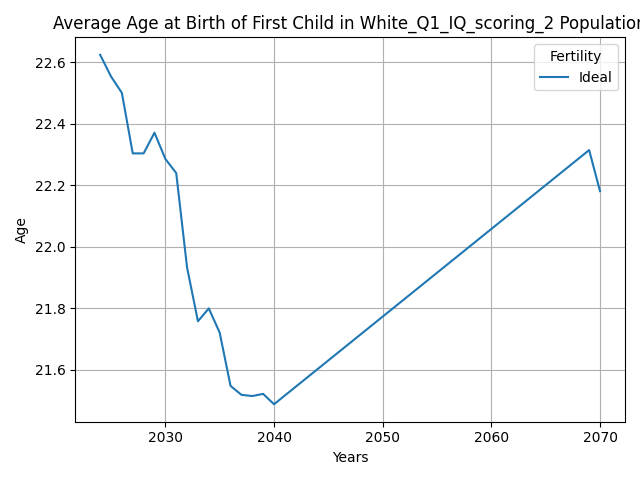 Average Age at Birth of First Child in White_Q1_IQ_scoring_2 Population
Fertility
Ideal
22.6
22.4
22.2
22.0
21.8
21.6
Age
2030
2040
2050
2060
2070
Years